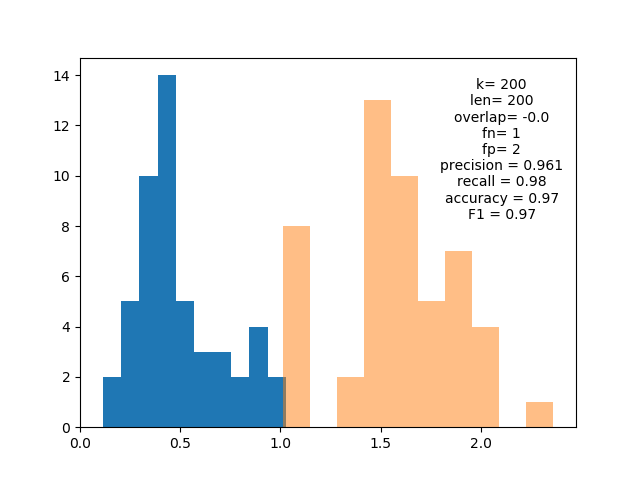 k= 200
len= 200
overlap= -0.0
fn= 1
fp= 2
precision = 0.961
recall = 0.98
accuracy = 0.97
F1 = 0.97
14
12
10
8
6
4
2
0
0.0 0.5 1.0 1.5 2.0